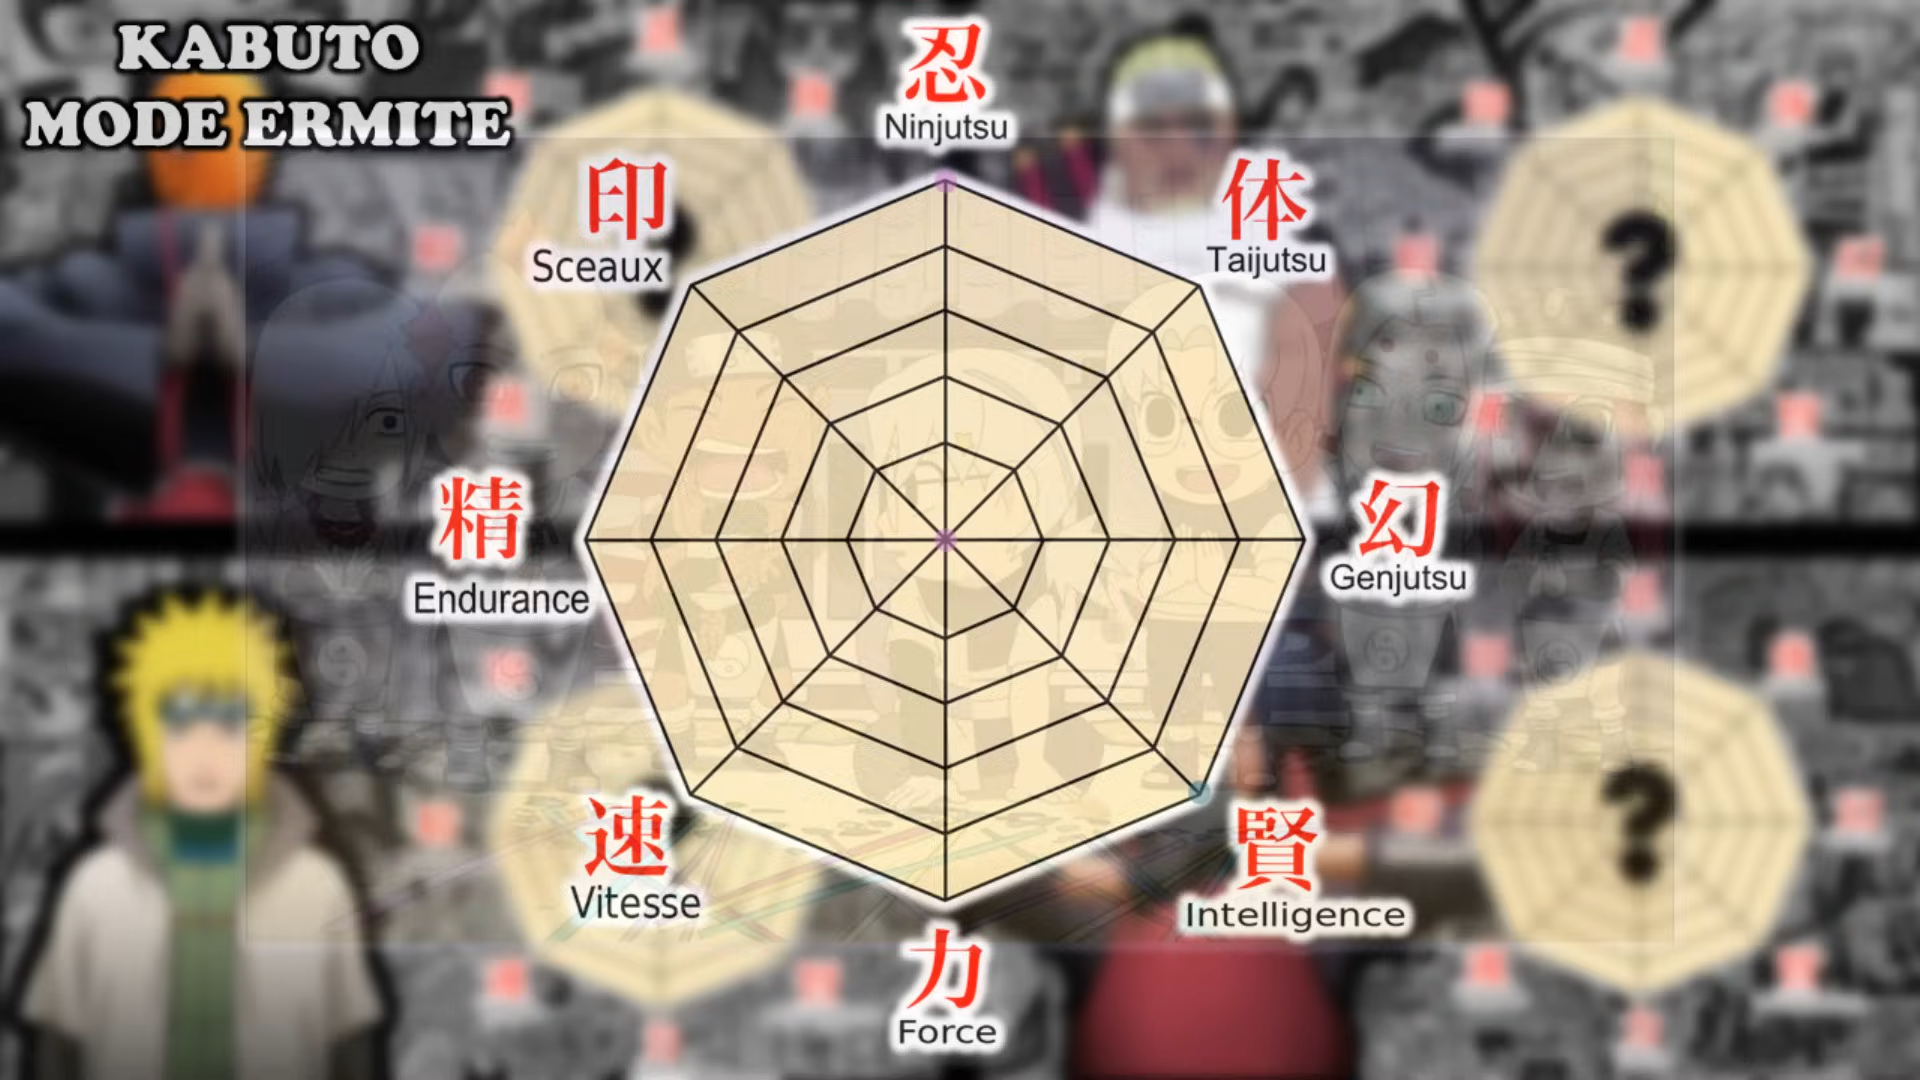 KABUTO
MODE ERMITE
忍
Ninjutsu
印
Sceaux
体
Taijutsu
精
Endurance
幻
Genjutsu
速
Vitesse
賢
Intelligence
力
Force
?
?